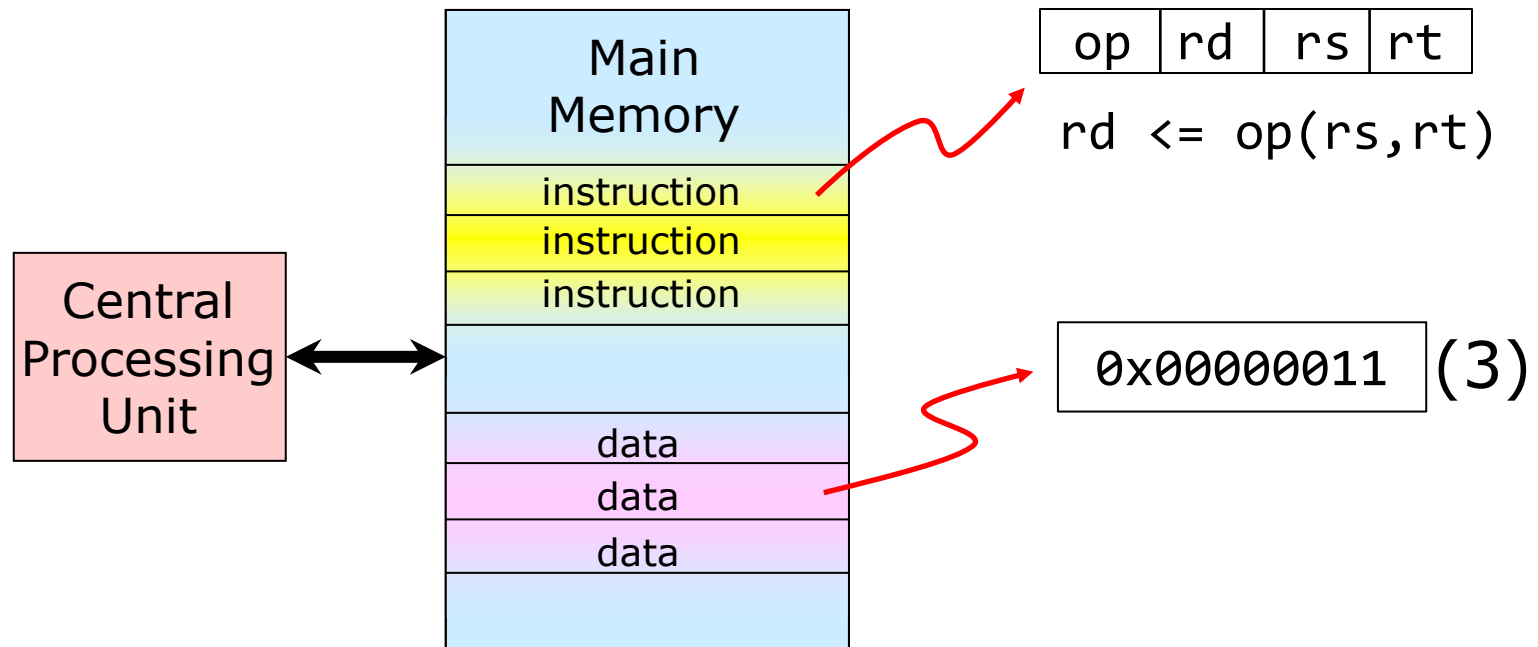 Main
Memory
op rd rs rt
rd <= op(rs,rt)
instruction
instruction
instruction
Central
Processing
Unit
0x00000011 (3)
data
data
data